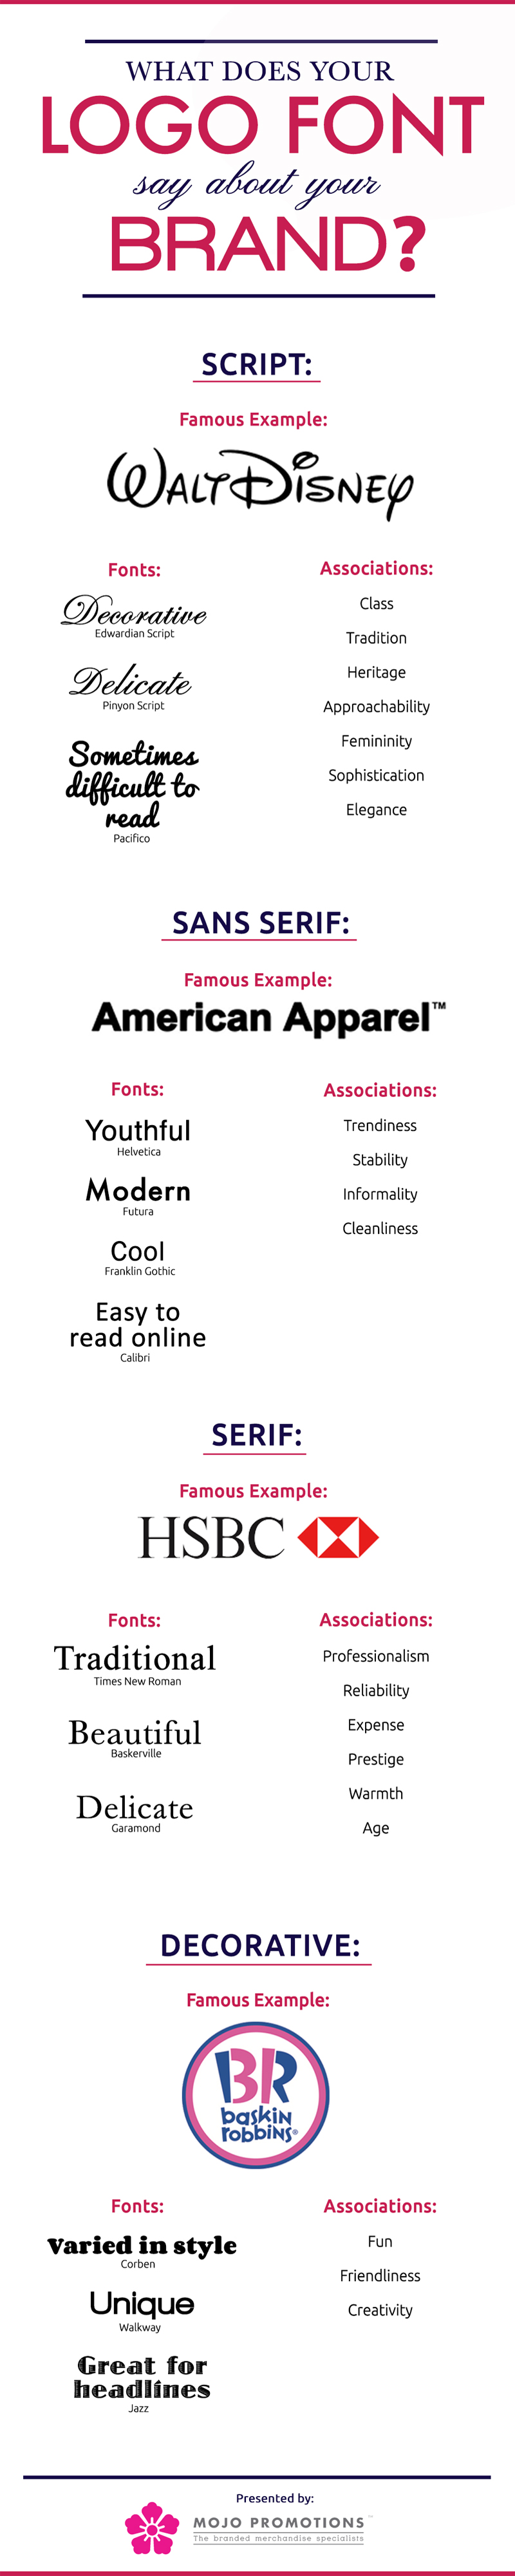 WHAT DOES YOUR
LOGO FONT
say about your
BRAND?
SCRIPT:
Famous Example:
WALT DISNEY
Fonts:
Decorative
Edwardian Script
Delicate
Pinyon Script
Sometimes
difficult to
read
Pacifico
Associations:
Class
Tradition
Heritage
Approachability
Femininity
Sophistication
Elegance
SANS SERIF:
Famous Example:
American Apparel™
Fonts:
Youthful
Helvetica
Modern
Futura
Cool
Franklin Gothic
Easy to
read online
Calibri
Associations:
Trendiness
Stability
Informality
Cleanliness
SERIF:
Famous Example:
HSBC
Fonts:
Traditional
Times New Roman
Beautiful
Baskerville
Delicate
Garamond
Associations:
Professionalism
Reliability
Expense
Prestige
Warmth
Age
DECORATIVE:
Famous Example:
BR
baskin
robbins®
Fonts:
Varied in style
Corben
Unique
Walkway
Great for
headlines
Jazz
Associations:
Fun
Friendliness
Creativity
Presented by:
MOJO PROMOTIONS™
The branded merchandise specialists